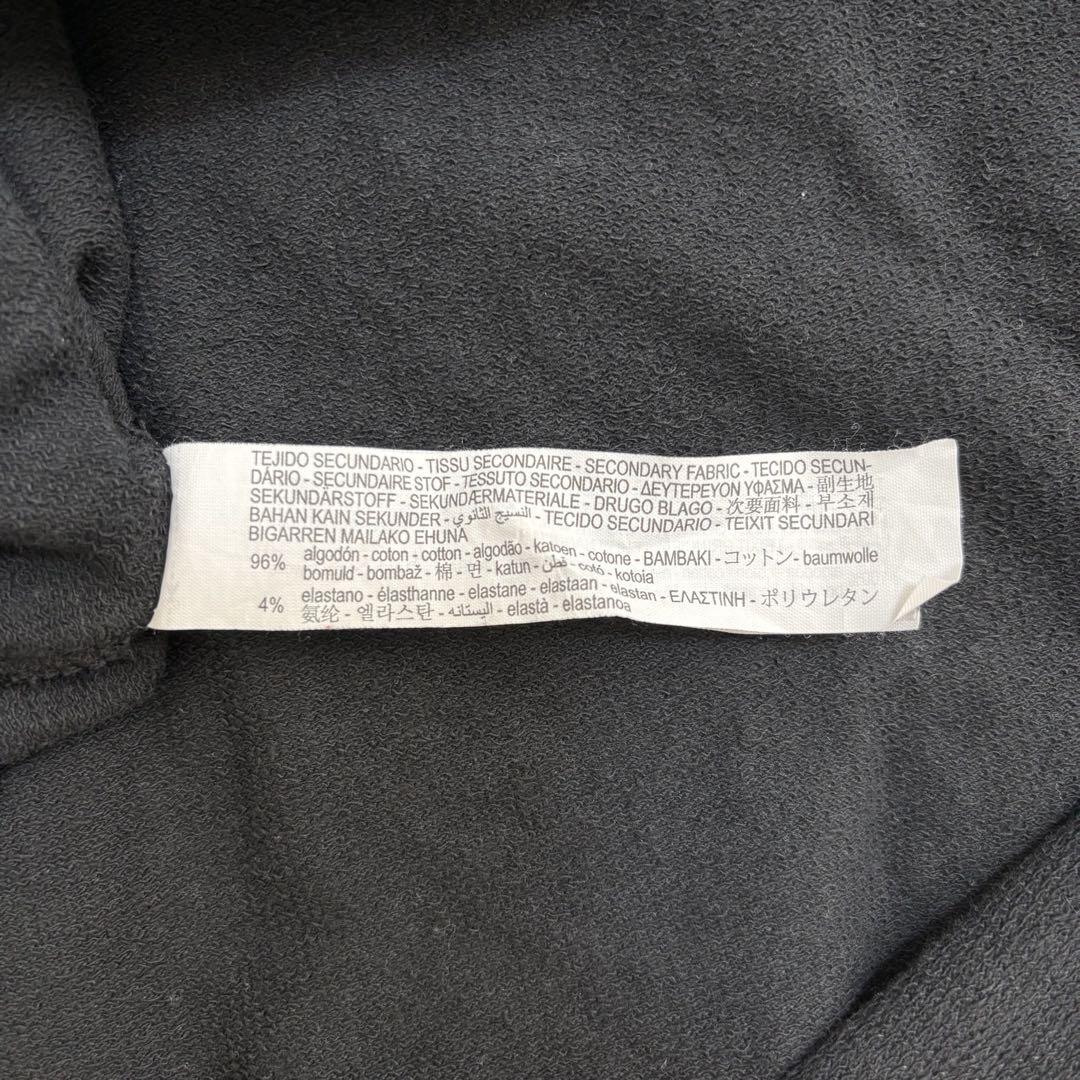 TEJIDO SECUNDARIO - TISSU SECONDAIRE - SECONDARY FABRIC - TECIDO SECUN-
DÁRIO - SECUNDAIRE STOF - TESSUTO SECONDARIO - ΔΕΥΤΕΡΕΥΟΝ ΥΦΑΣΜΑ - 副生地
SEKUNDÄRSTOFF - SEKUNDÆRMATERIALE - DRUGO BLAGO - 次要面料 - 부소재
BAHAN KAIN SEKUNDER - النسيج الثانوي - TECIDO SECUNDARIO - TEIXIT SECUNDARI
BIGARREN MAILAKO EHUNA
96% algodón - coton - cotton - algodão - katoen - cotone - BAMBAKI - コットン - baumwolle
bomuld - bombaž - 棉 - 면 - katun - قطن - cotó - kotoia
4% elastano - élasthanne - elastane - elastaan - elastan - ΕΛΑΣΤΙΝΗ - ポリウレタン
氨纶 - 엘라스탄 - اليستانه - elastà - elastanoa